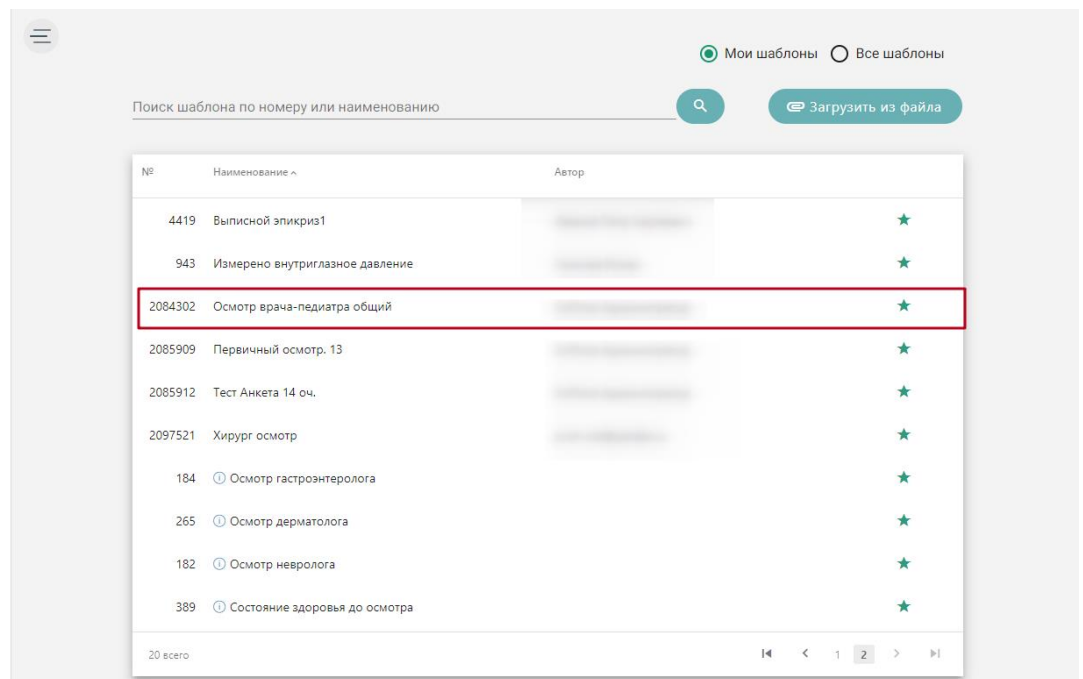 Мои шаблоны Все шаблоны
Поиск шаблона по номеру или наименованию Загрузить из файла
№ Наименование Автор
4419 Выписной эпикриз1
943 Измерено внутриглазное давление
2084302 Осмотр врача-педиатра общий
2085909 Первичный осмотр. 13
2085912 Тест Анкета 14 оч.
2097521 Хирург осмотр
184 Осмотр гастроэнтеролога
265 Осмотр дерматолога
182 Осмотр невролога
389 Состояние здоровья до осмотра
20 всего 1 2